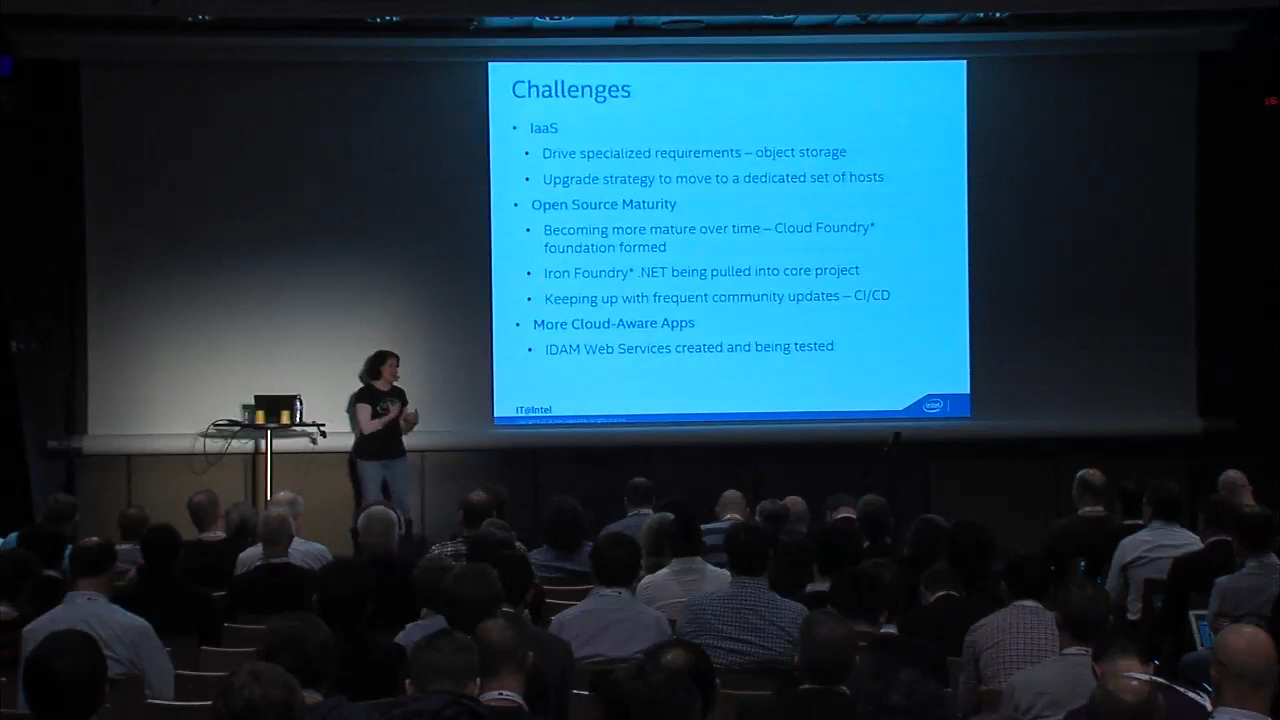 Challenges
• IaaS
• Drive specialized requirements – object storage
• Upgrade strategy to move to a dedicated set of hosts
• Open Source Maturity
• Becoming more mature over time – Cloud Foundry*
foundation formed
• Iron Foundry* .NET being pulled into core project
• Keeping up with frequent community updates – CI/CD
• More Cloud-Aware Apps
• IDAM Web Services created and being tested
IT@Intel
intel